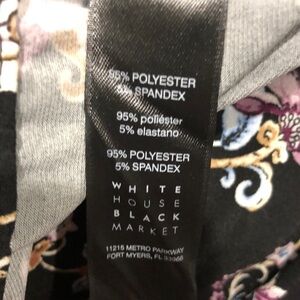 95% POLYESTER
5% SPANDEX
95% poliéster
5% elastano
95% POLYESTER
5% SPANDEX
WHITE
HOUSE
BLACK
MARKET
11215 METRO PARKWAY
FORT MYERS, FL 33966